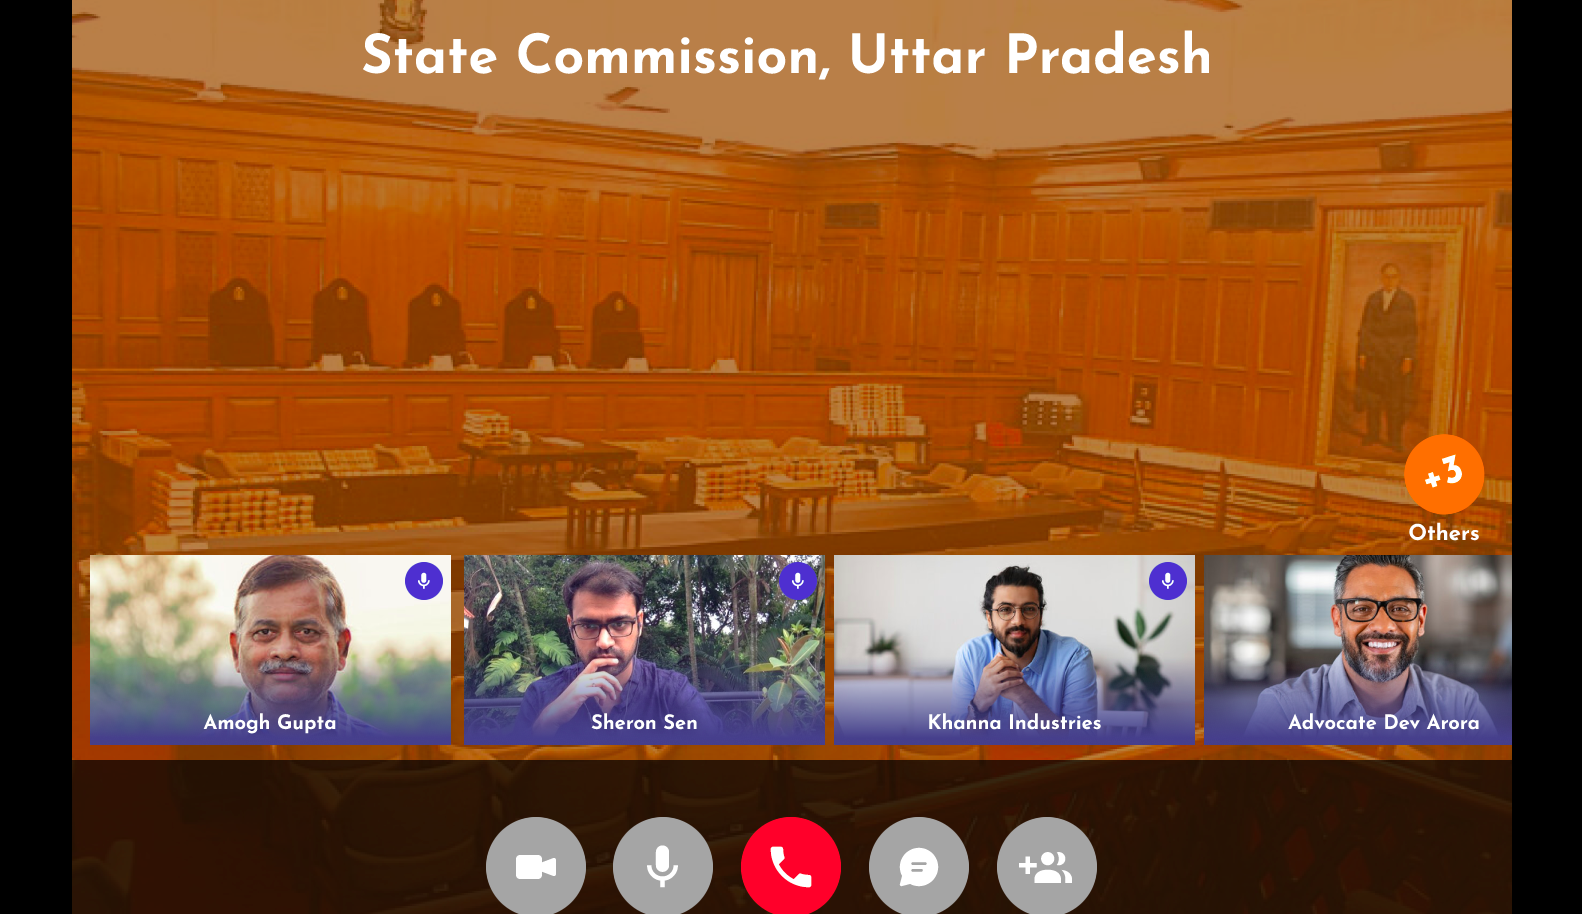 State Commission, Uttar Pradesh
+3
Others
Amogh Gupta
Sheron Sen
Khanna Industries
Advocate Dev Arora